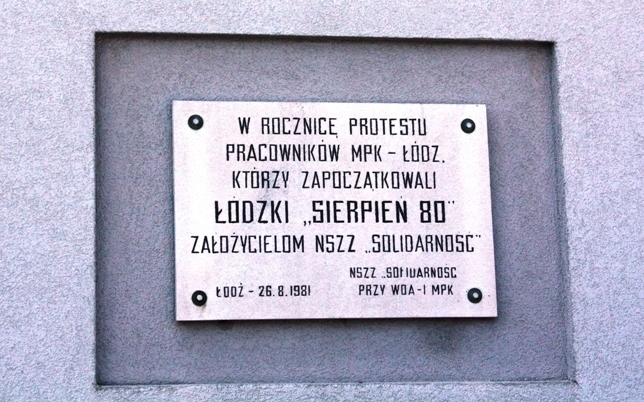 W ROCZNICĘ PROTESTU
PRACOWNIKÓW MPK - ŁÓDŹ,
KTÓRZY ZAPOCZĄTKOWALI
ŁÓDZKI „SIERPIEŃ 80"
ZAŁOŻYCIELOM NSZZ „SOLIDARNOŚĆ"
NSZZ „SOLIDARNOŚĆ
ŁÓDŹ - 26.8.1981 PRZY WOA-1 MPK